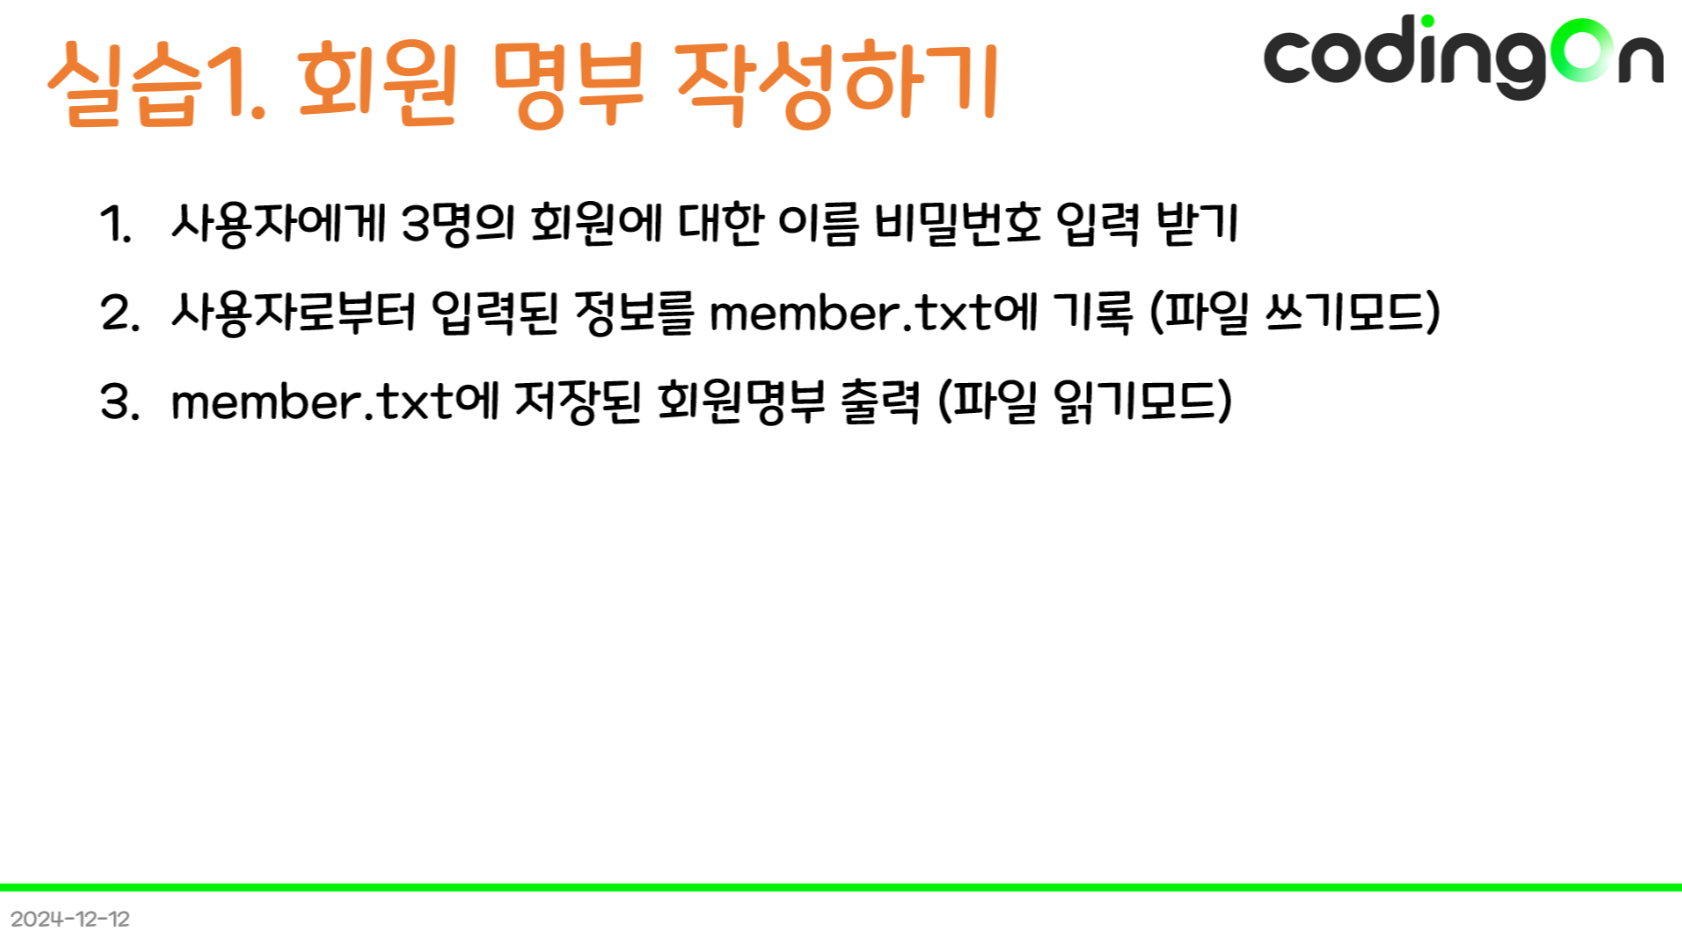 실습1. 회원 명부 작성하기
codingOn
1. 사용자에게 3명의 회원에 대한 이름 비밀번호 입력 받기
2. 사용자로부터 입력된 정보를 member.txt에 기록 (파일 쓰기모드)
3. member.txt에 저장된 회원명부 출력 (파일 읽기모드)
2024-12-12